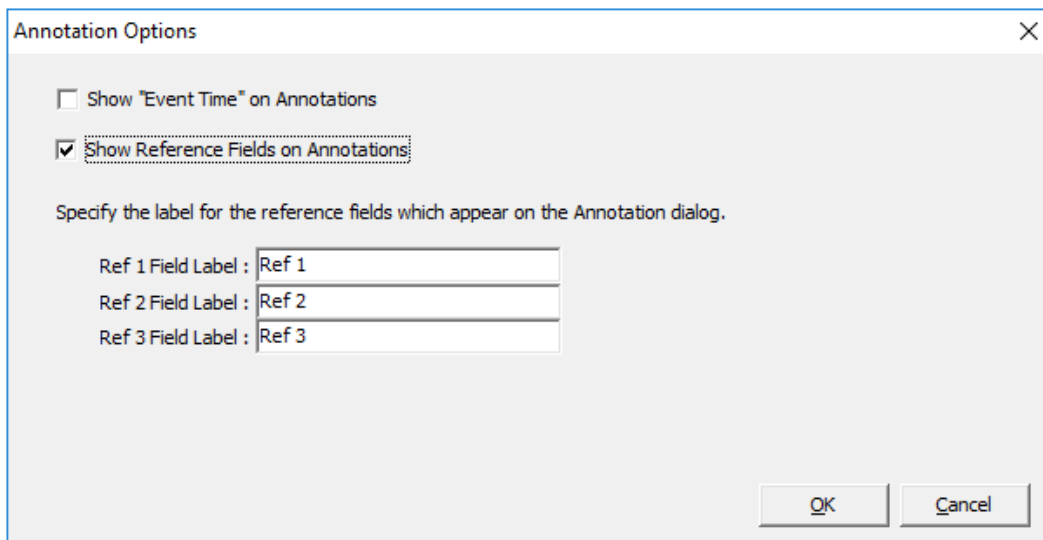 Annotation Options
Show "Event Time" on Annotations
Show Reference Fields on Annotations
Specify the label for the reference fields which appear on the Annotation dialog.
Ref 1 Field Label : Ref 1
Ref 2 Field Label : Ref 2
Ref 3 Field Label : Ref 3
OK Cancel